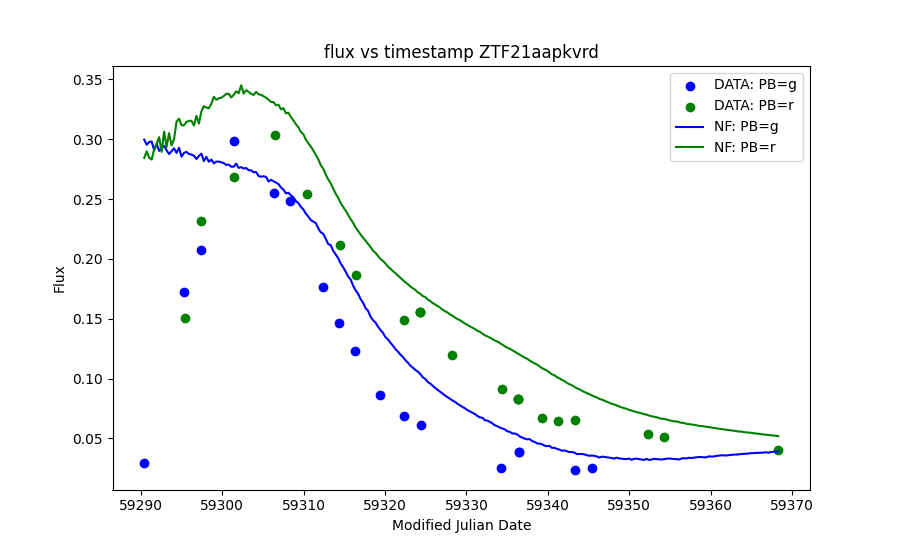 flux vs timestamp ZTF21aapkvrd
0.35
0.30
0.25
0.20
0.15
0.10
0.05
Flux
DATA: PB=g
DATA: PB=r
NF: PB=g
NF: PB=r
59290 59300 59310 59320 59330 59340 59350 59360 59370
Modified Julian Date